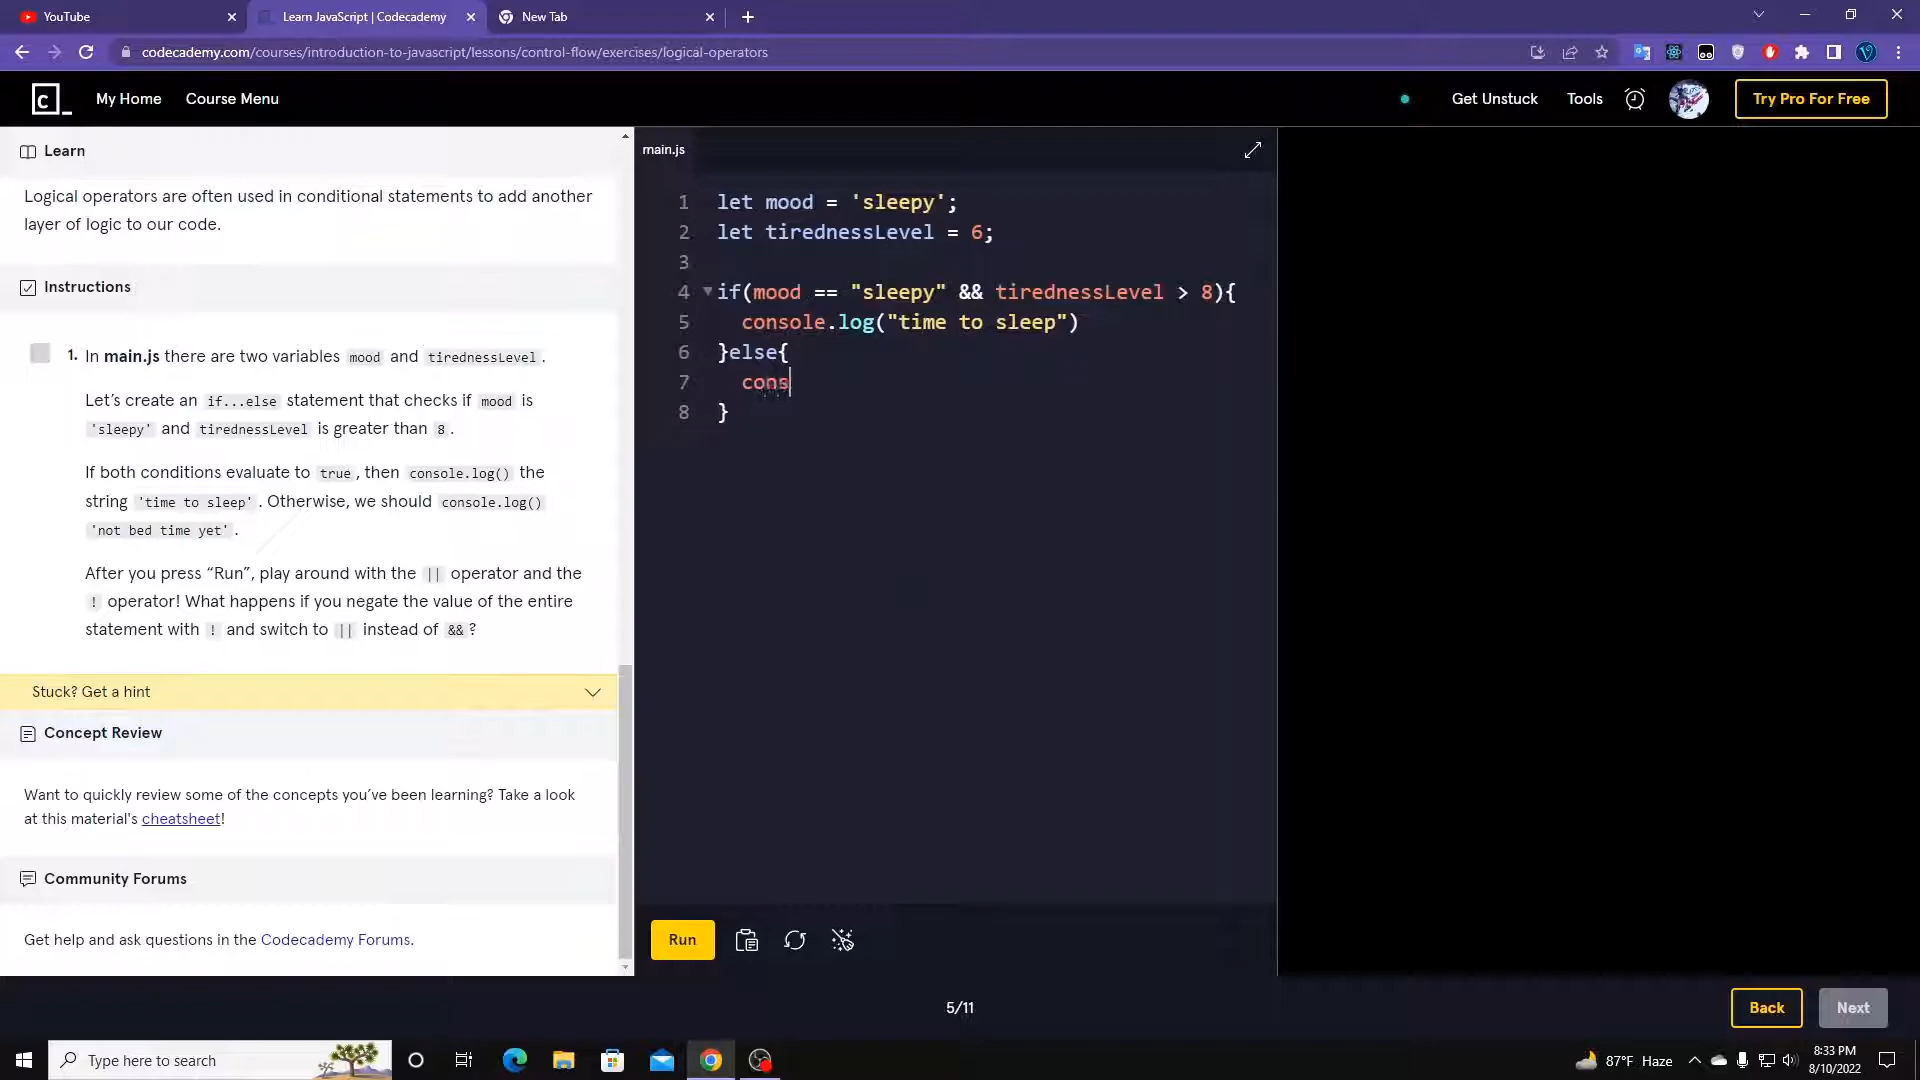 YouTube
Learn JavaScript | Codecademy
New Tab
codecademy.com/courses/introduction-to-javascript/lessons/control-flow/exercises/logical-operators
c_
My Home
Course Menu
Get Unstuck
Tools
Try Pro For Free
Learn
Logical operators are often used in conditional statements to add another
layer of logic to our code.
Instructions
1. In main.js there are two variables mood and tirednessLevel.
Let’s create an if...else statement that checks if mood is
'sleepy' and tirednessLevel is greater than 8.
If both conditions evaluate to true, then console.log() the
string 'time to sleep'. Otherwise, we should console.log()
'not bed time yet'.
After you press “Run”, play around with the || operator and the
! operator! What happens if you negate the value of the entire
statement with ! and switch to || instead of &&?
Stuck? Get a hint
Concept Review
Want to quickly review some of the concepts you’ve been learning? Take a look
at this material's cheatsheet!
Community Forums
Get help and ask questions in the Codecademy Forums.
main.js
1 let mood = 'sleepy';
2 let tirednessLevel = 6;
3
4 if(mood == "sleepy" && tirednessLevel > 8){
5 console.log("time to sleep")
6 }else{
7 cons
8 }
Run
5/11
Back
Next
Type here to search
87°F Haze
8:33 PM
8/10/2022